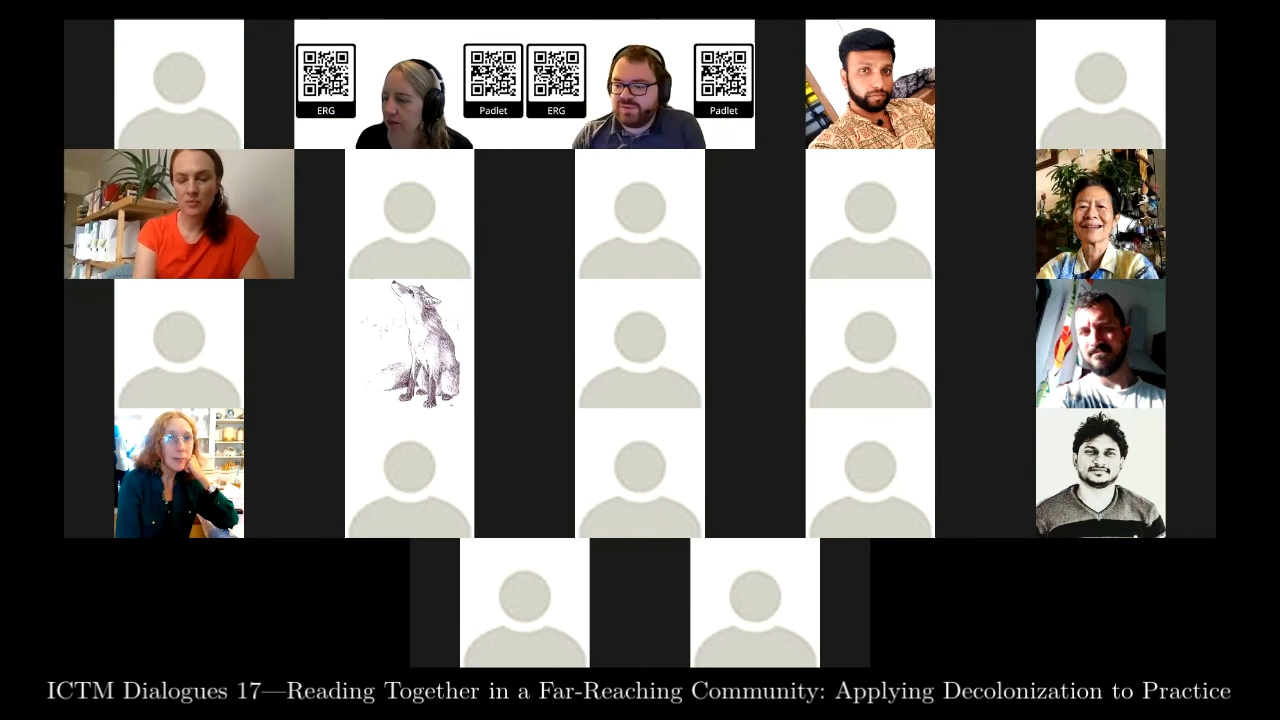 ERG
Padlet
ERG
Padlet
ICTM Dialogues 17—Reading Together in a Far-Reaching Community: Applying Decolonization to Practice